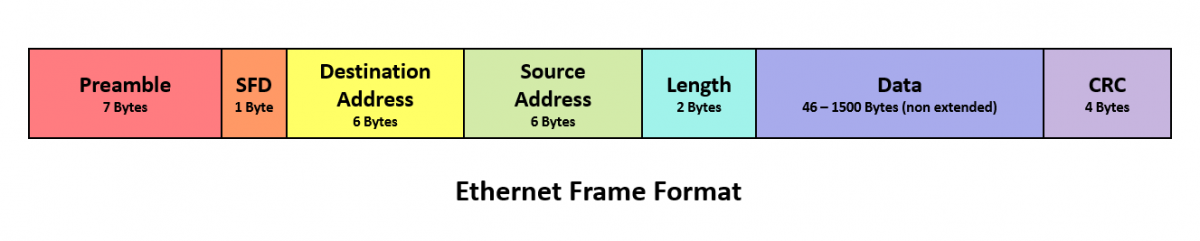 Preamble
7 Bytes
SFD
1 Byte
Destination
Address
6 Bytes
Source
Address
6 Bytes
Length
2 Bytes
Data
46 – 1500 Bytes (non extended)
CRC
4 Bytes
Ethernet Frame Format